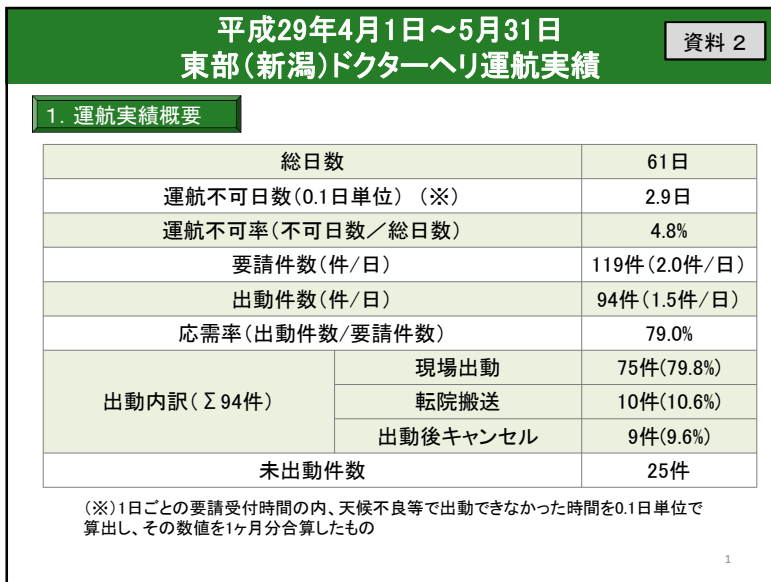 平成29年4月1日～5月31日
東部（新潟）ドクターヘリ運航実績
資料 2
1．運航実績概要
総日数 61日
運航不可日数（0.1日単位）（※） 2.9日
運航不可率（不可日数／総日数） 4.8%
要請件数（件/日） 119件（2.0件/日）
出動件数（件/日） 94件（1.5件/日）
応需率（出動件数/要請件数） 79.0%
出動内訳（Σ94件） 現場出動 75件(79.8%)
転院搬送 10件(10.6%)
出動後キャンセル 9件(9.6%)
未出動件数 25件
（※）1日ごとの要請受付時間の内、天候不良等で出動できなかった時間を0.1日単位で
算出し、その数値を1ヶ月分合算したもの
1